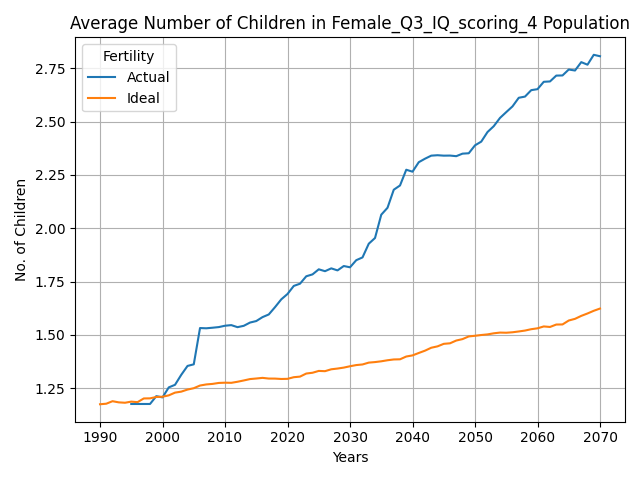 Average Number of Children in Female_Q3_IQ_scoring_4 Population
Fertility
Actual
Ideal
No. of Children
2.75
2.50
2.25
2.00
1.75
1.50
1.25
1990 2000 2010 2020 2030 2040 2050 2060 2070
Years